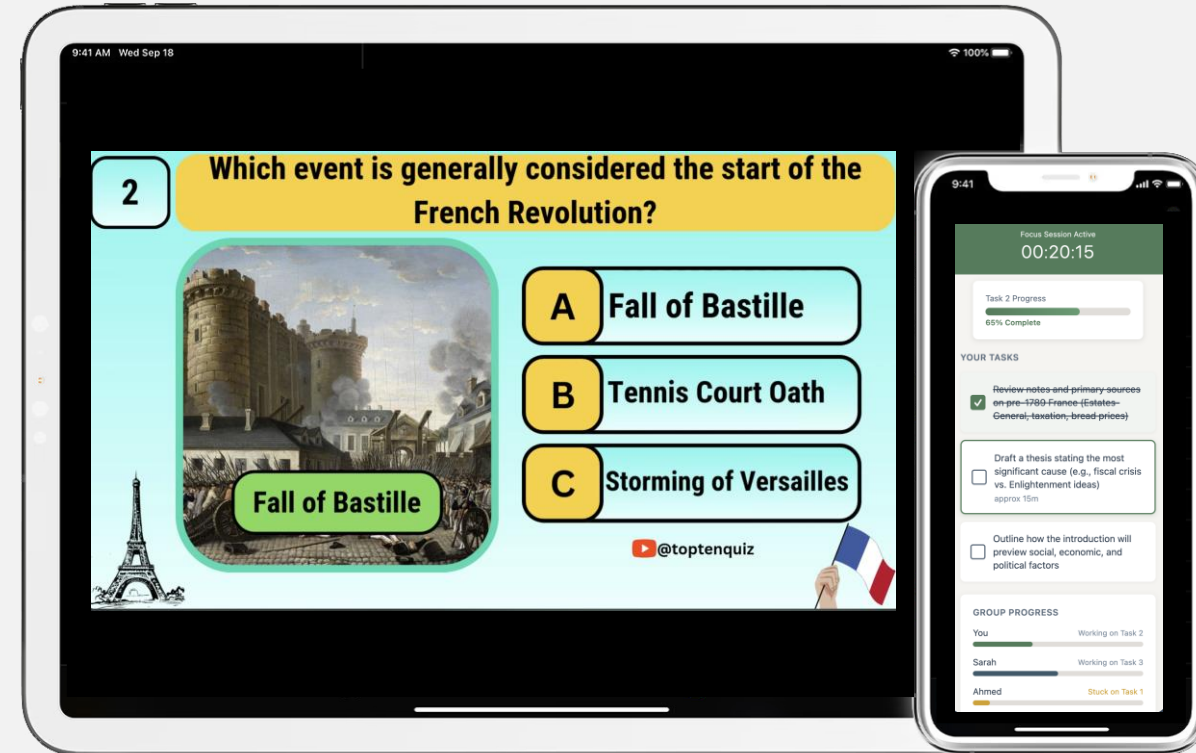 9:41 AM Wed Sep 18
100%
2
Which event is generally considered the start of the
French Revolution?
A
Fall of Bastille
B
Tennis Court Oath
C
Storming of Versailles
Fall of Bastille
@toptenquiz
9:41
Focus Session Active
00:20:15
Task 2 Progress
65% Complete
YOUR TASKS
Review notes and primary sources
on pre-1789 France (Estates-
General, taxation, bread prices)
Draft a thesis stating the most
significant cause (e.g., fiscal crisis
vs. Enlightenment ideas)
approx 15m
Outline how the introduction will
preview social, economic, and
political factors
GROUP PROGRESS
You Working on Task 2
Sarah Working on Task 3
Ahmed Stuck on Task 1